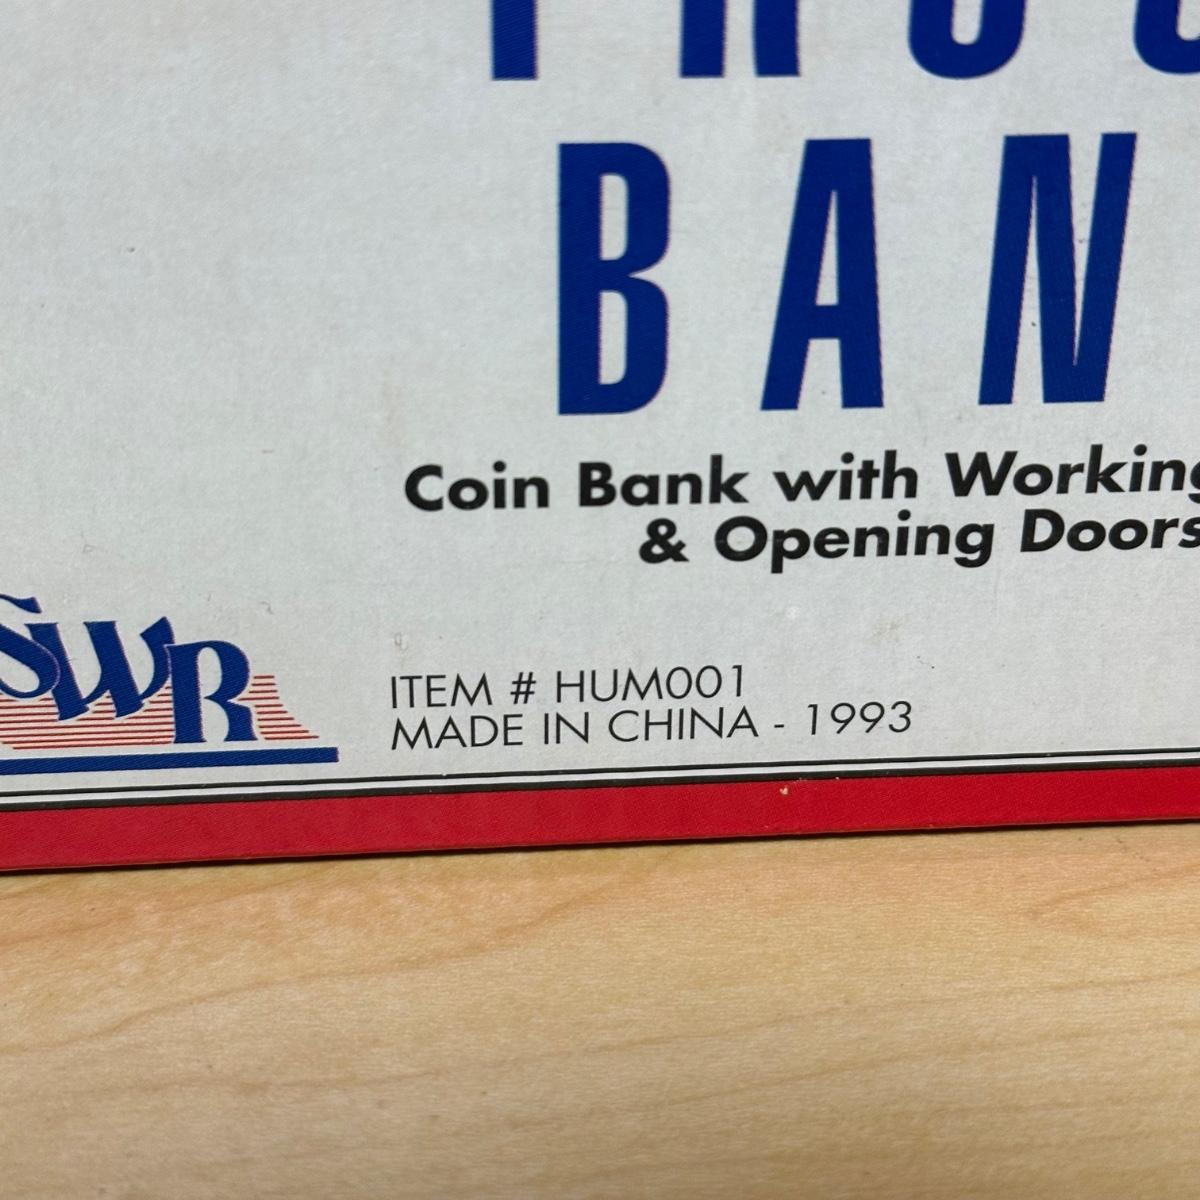 BAN
Coin Bank with Working
& Opening Doors
SWR
ITEM # HUM001
MADE IN CHINA - 1993